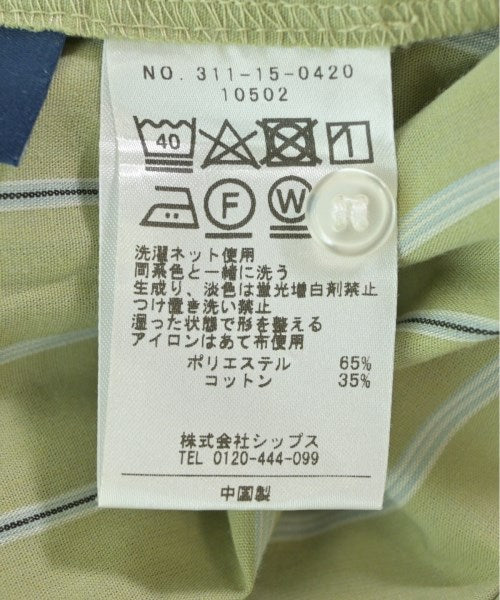 NO. 311-15-0420
10502
40
F W
洗濯ネット使用
同系色と一緒に洗う
生成り、淡色は蛍光増白剤禁止
つけ置き洗い禁止
湿った状態で形を整える
アイロンはあて布使用
ポリエステル 65%
コットン 35%
株式会社シップス
TEL 0120-444-099
中国製